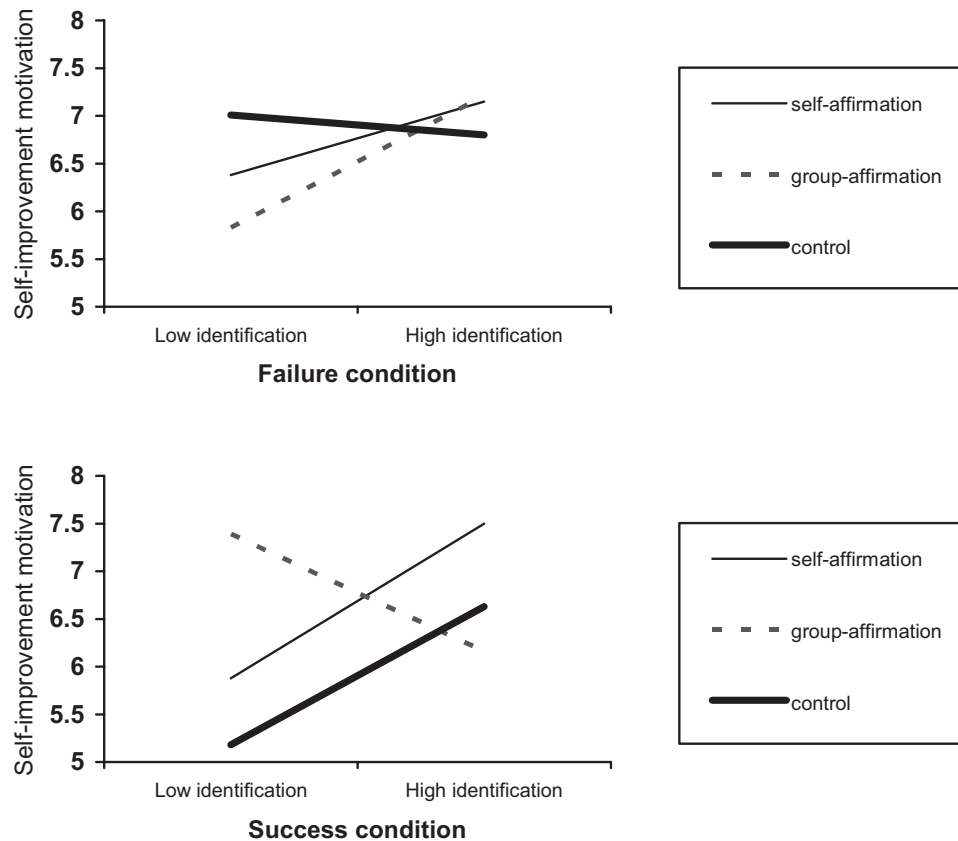 8
7.5
7
6.5
6
5.5
5
Self-improvement motivation
Low identification
High identification
Failure condition
self-affirmation
group-affirmation
control
8
7.5
7
6.5
6
5.5
5
Self-improvement motivation
Low identification
High identification
Success condition
self-affirmation
group-affirmation
control